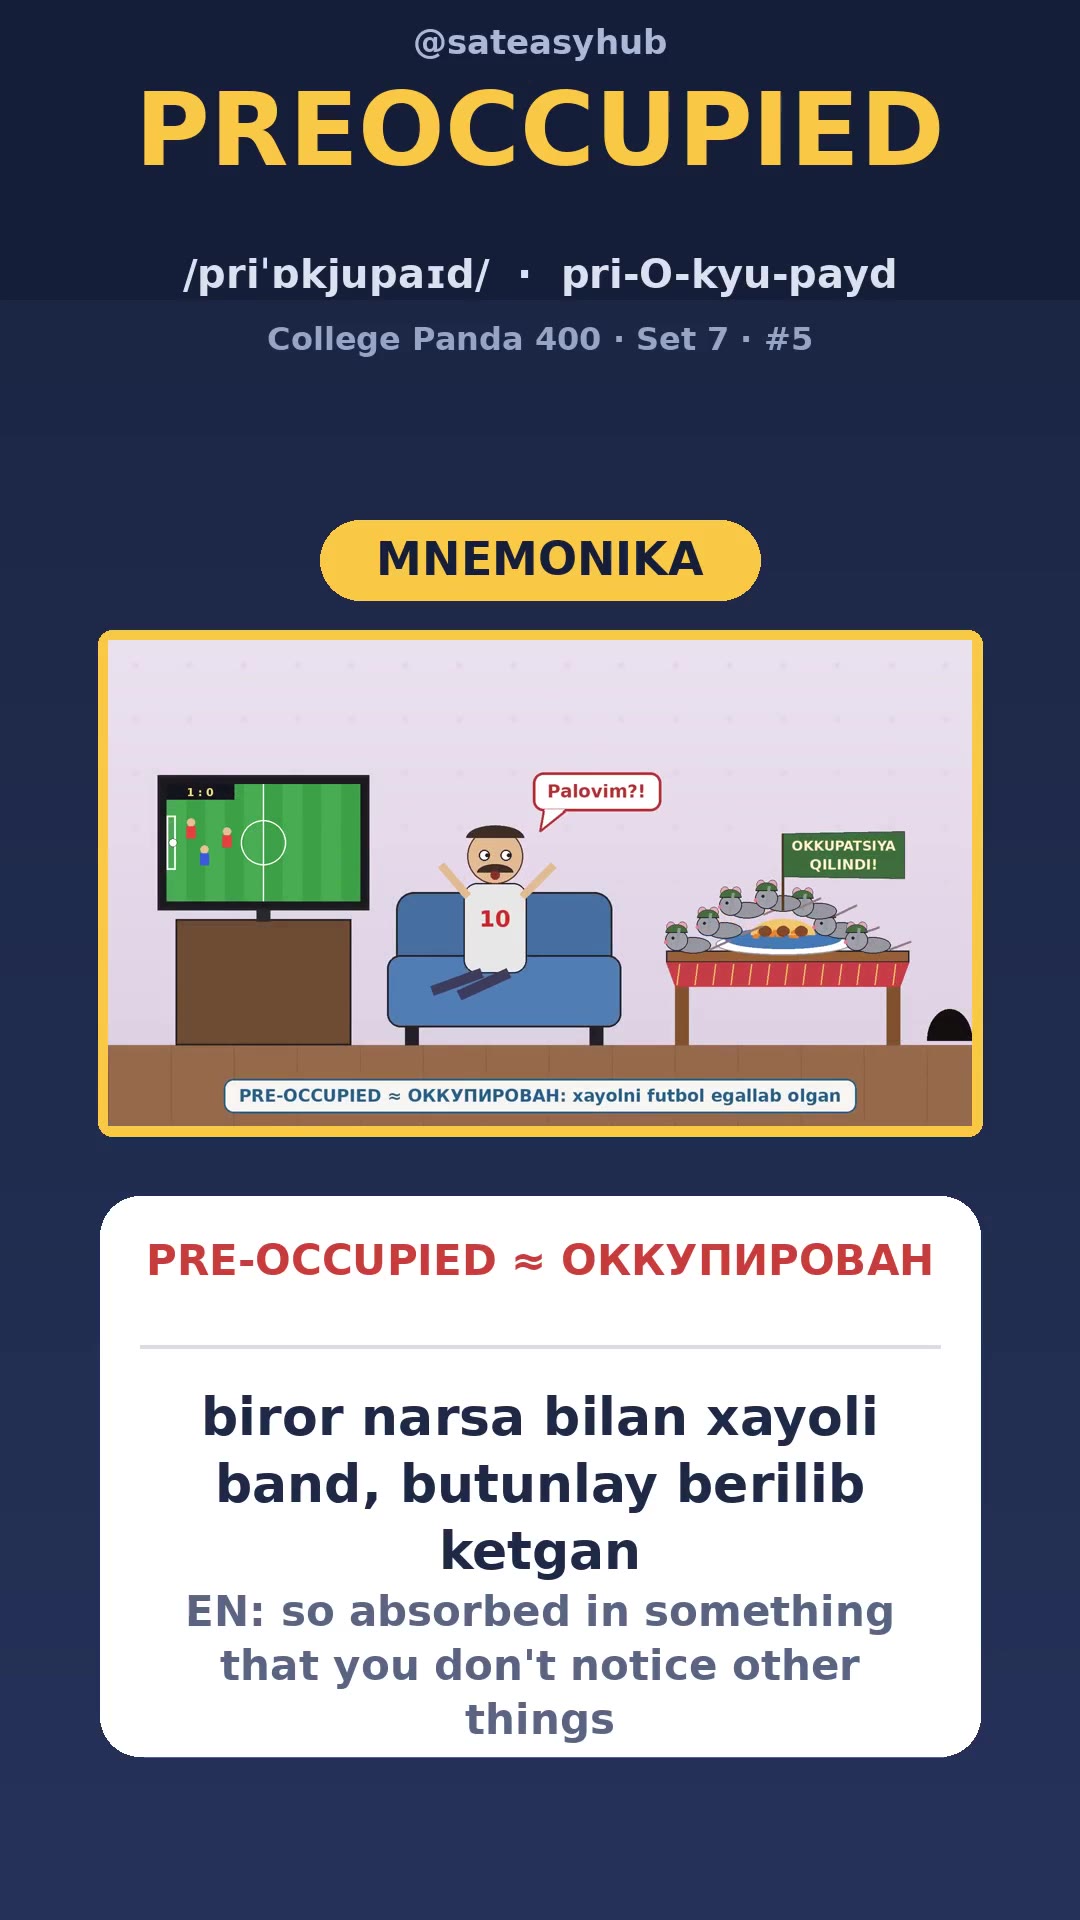 @sateasyhub
PREOCCUPIED
/priˈɒkjupaɪd/ · pri-O-kyu-payd
College Panda 400 · Set 7 · #5
MNEMONIKA
1 : 0
Palovim?!
10
OKKUPATSIYA
QILINDI!
PRE-OCCUPIED ≈ ОККУПИРОВАН: xayolni futbol egallab olgan
PRE-OCCUPIED ≈ ОККУПИРОВАН
biror narsa bilan xayoli
band, butunlay berilib
ketgan
EN: so absorbed in something
that you don't notice other
things